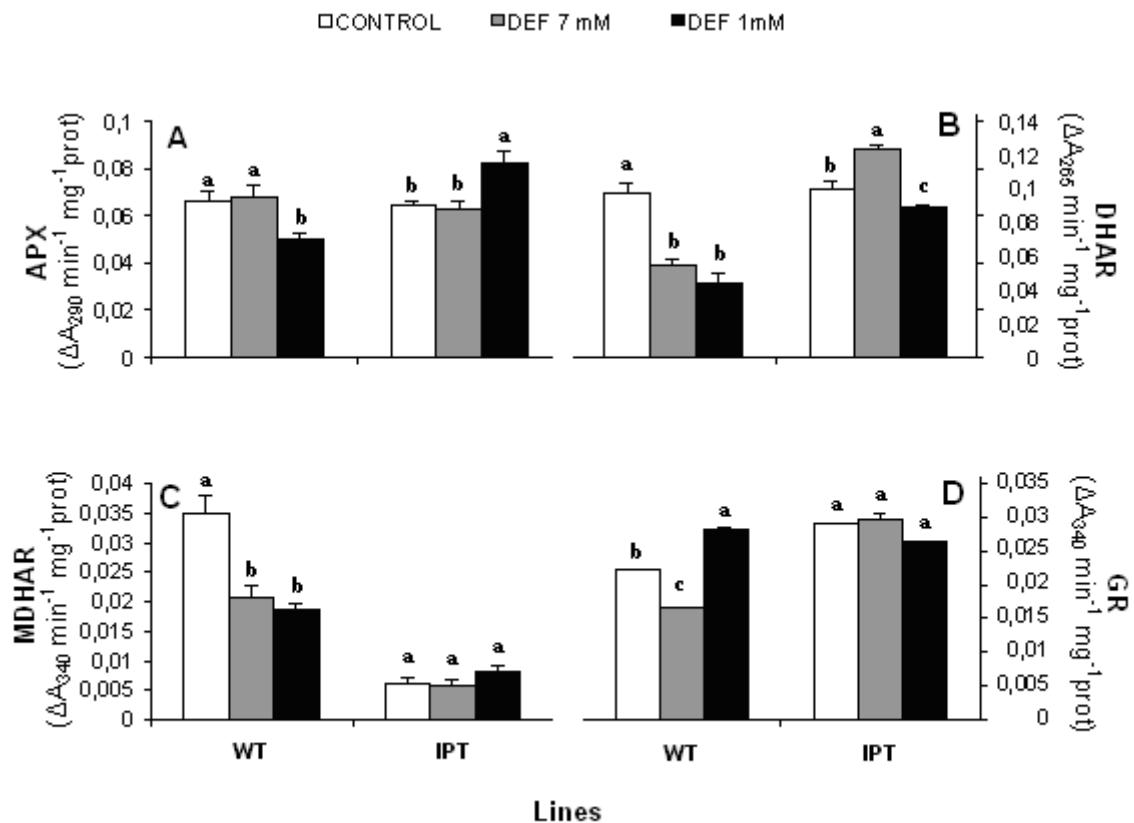 CONTROL DEF 7 mM DEF 1mM
A
APX
(ΔA290 min-1 mg-1prot)
0,1
0,08
0,06
0,04
0,02
0
a a b
b b a
B
DHAR
(ΔA265 min-1 mg-1prot)
0,14
0,12
0,1
0,08
0,06
0,04
0,02
0
a b b
b a c
C
MDHAR
(ΔA340 min-1 mg-1prot)
0,04
0,035
0,03
0,025
0,02
0,015
0,01
0,005
0
a b b
a a a
WT IPT
D
GR
(ΔA340 min-1 mg-1prot)
0,035
0,03
0,025
0,02
0,015
0,01
0,005
0
b c a
a a a
WT IPT
Lines